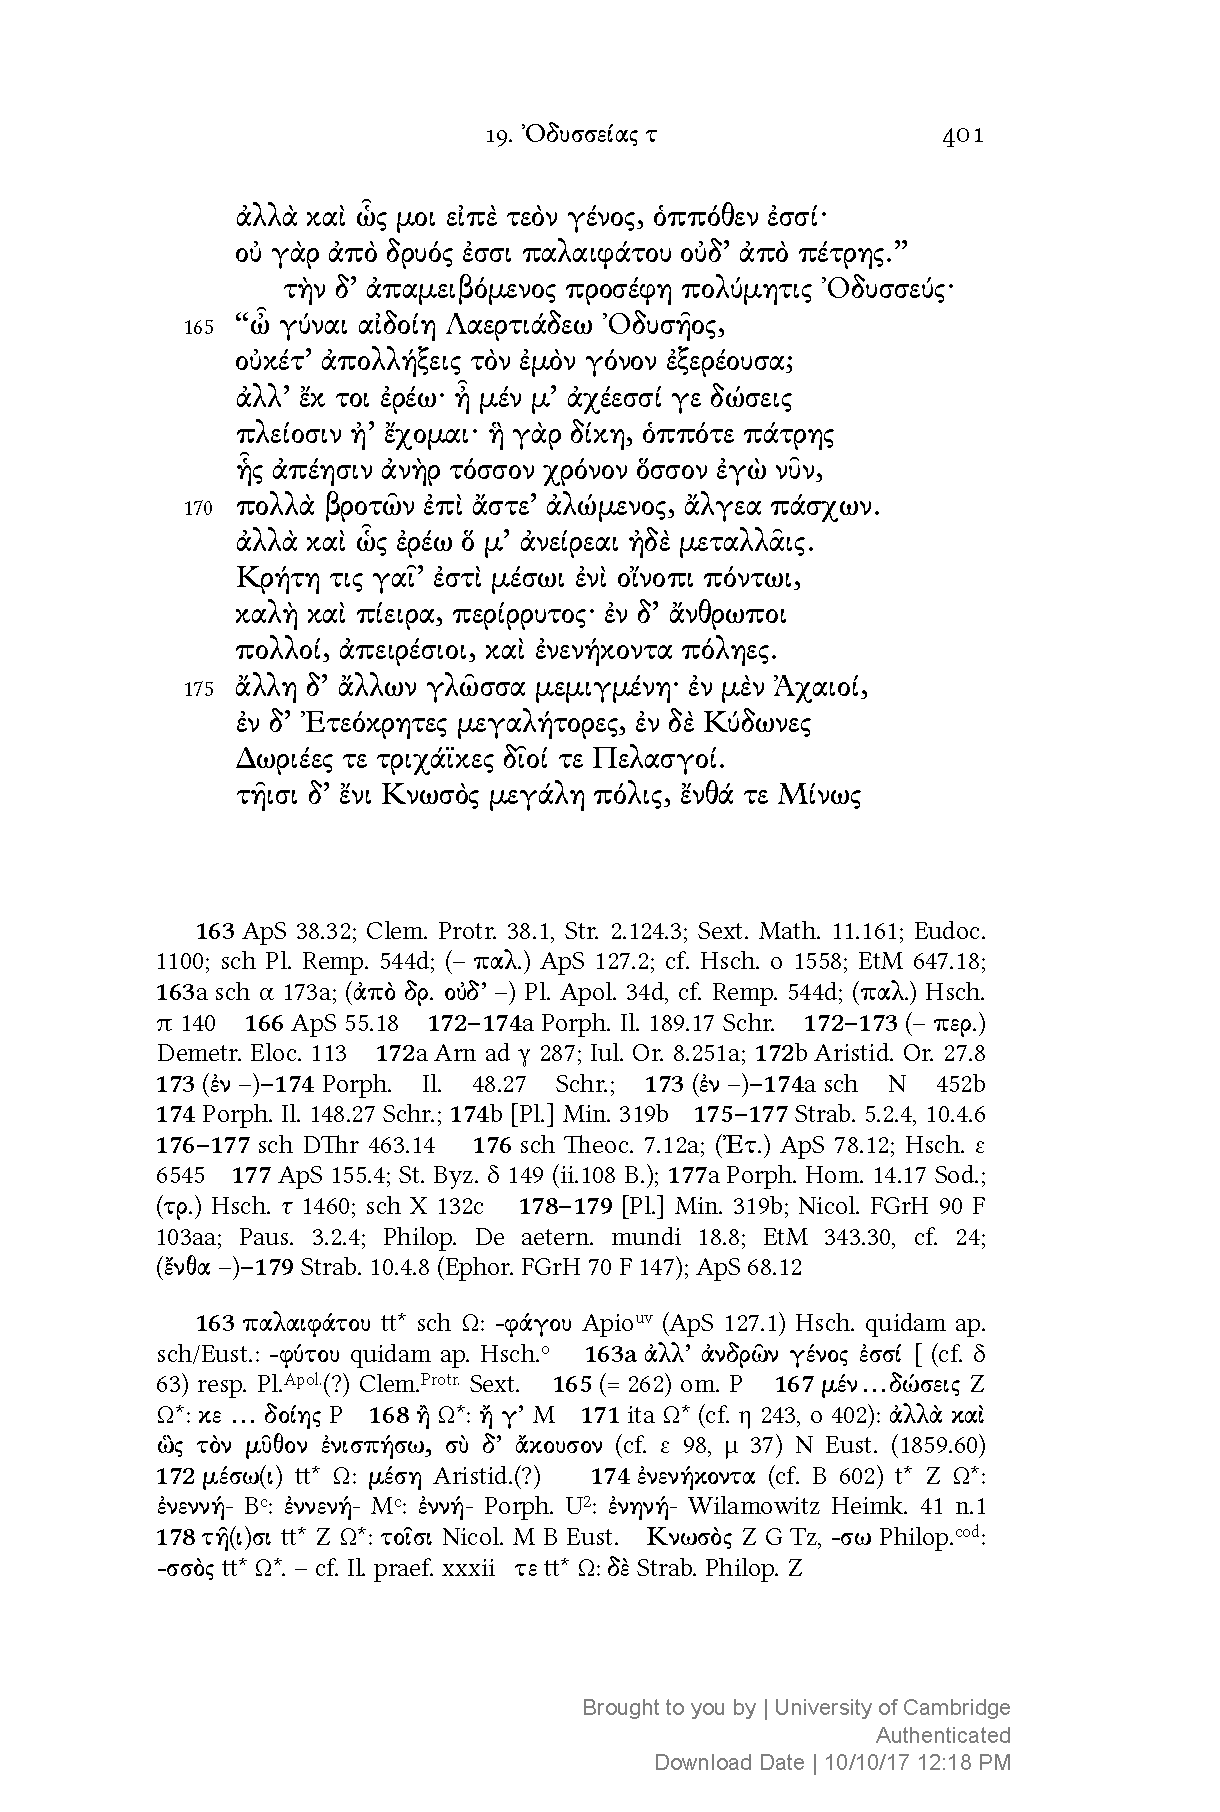 19. Ὀδυσσείας τ 401
ἀλλὰ καὶ ὧς μοι εἰπὲ τεὸν γένος, ὁππόθεν ἐσσί·
οὐ γὰρ ἀπὸ δρυός ἐσσι παλαιφάτου οὐδ’ ἀπὸ πέτρης.”
τὴν δ’ ἀπαμειβόμενος προσέφη πολύμητις Ὀδυσσεύς·
165 “ὦ γύναι αἰδοίη Λαερτιάδεω Ὀδυσῆος,
οὐκέτ’ ἀπολλήξεις τὸν ἐμὸν γόνον ἐξερέουσα;
ἀλλ’ ἔκ τοι ἐρέω· ἦ μέν μ’ ἀχέεσσί γε δώσεις
πλείοσιν ἠ’ ἔχομαι· ἣ γὰρ δίκη, ὁππότε πάτρης
ἧς ἀπέησιν ἀνὴρ τόσσον χρόνον ὅσσον ἐγὼ νῦν,
170 πολλὰ βροτῶν ἐπὶ ἄστε’ ἀλώμενος, ἄλγεα πάσχων.
ἀλλὰ καὶ ὧς ἐρέω ὅ μ’ ἀνείρεαι ἠδὲ μεταλλᾶις.
Κρήτη τις γαῖ’ ἐστὶ μέσωι ἐνὶ οἴνοπι πόντωι,
καλὴ καὶ πίειρα, περίρρυτος· ἐν δ’ ἄνθρωποι
πολλοί, ἀπειρέσιοι, καὶ ἐνενήκοντα πόληες.
175 ἄλλη δ’ ἄλλων γλῶσσα μεμιγμένη· ἐν μὲν Ἀχαιοί,
ἐν δ’ Ἐτεόκρητες μεγαλήτορες, ἐν δὲ Κύδωνες
Δωριέες τε τριχάϊκες δῖοί τε Πελασγοί.
τῆισι δ’ ἔνι Κνωσὸς μεγάλη πόλις, ἔνθά τε Μίνως
163 ApS 38.32; Clem. Protr. 38.1, Str. 2.124.3; Sext. Math. 11.161; Eudoc.
1100; sch Pl. Remp. 544d; (– παλ.) ApS 127.2; cf. Hsch. ο 1558; EtM 647.18;
163a sch α 173a; (ἀπὸ δρ. οὐδ’ –) Pl. Apol. 34d, cf. Remp. 544d; (παλ.) Hsch.
π 140 166 ApS 55.18 172–174a Porph. Il. 189.17 Schr. 172–173 (– περ.)
Demetr. Eloc. 113 172a Arn ad γ 287; Iul. Or. 8.251a; 172b Aristid. Or. 27.8
173 (ἐν –)–174 Porph. Il. 48.27 Schr.; 173 (ἐν –)–174a sch N 452b
174 Porph. Il. 148.27 Schr.; 174b [Pl.] Min. 319b 175–177 Strab. 5.2.4, 10.4.6
176–177 sch DThr 463.14 176 sch Theoc. 7.12a; (Ἐτ.) ApS 78.12; Hsch. ε
6545 177 ApS 155.4; St. Byz. δ 149 (ii.108 B.); 177a Porph. Hom. 14.17 Sod.;
(τρ.) Hsch. τ 1460; sch X 132c 178–179 [Pl.] Min. 319b; Nicol. FGrH 90 F
103aa; Paus. 3.2.4; Philop. De aetern. mundi 18.8; EtM 343.30, cf. 24;
(ἔνθα –)–179 Strab. 10.4.8 (Ephor. FGrH 70 F 147); ApS 68.12
163 παλαιφάτου tt* sch Ω: -φάγου Apioᵘᵛ (ApS 127.1) Hsch. quidam ap.
sch/Eust.: -φύτου quidam ap. Hsch.ᵒ 163a ἀλλ’ ἀνδρῶν γένος ἐσσί [ (cf. δ
63) resp. Pl.Apol.(?) Clem.Protr. Sext. 165 (= 262) om. P 167 μέν…δώσεις Z
Ω*: κε … δοίης P 168 ἢ Ω*: ἤ γ’ M 171 ita Ω* (cf. η 243, ο 402): ἀλλὰ καὶ
ὣς τὸν μῦθον ἐνισπήσω, σὺ δ’ ἄκουσον (cf. ε 98, μ 37) N Eust. (1859.60)
172 μέσω(ι) tt* Ω: μέση Aristid.(?) 174 ἐνενήκοντα (cf. B 602) t* Z Ω*:
ἐνεννή- Bᶜ: ἐννενή- Mᶜ: ἐννή- Porph. U²: ἐνηνή- Wilamowitz Heimk. 41 n.1
178 τῆ(ι)σι tt* Z Ω*: τοῖσι Nicol. M B Eust. Κνωσὸς Z G Tz, -σω Philop.cod:
-σσὸς tt* Ω*. – cf. Il. praef. xxxii τε tt* Ω: δὲ Strab. Philop. Z
Brought to you by | University of Cambridge
Authenticated
Download Date | 10/10/17 12:18 PM